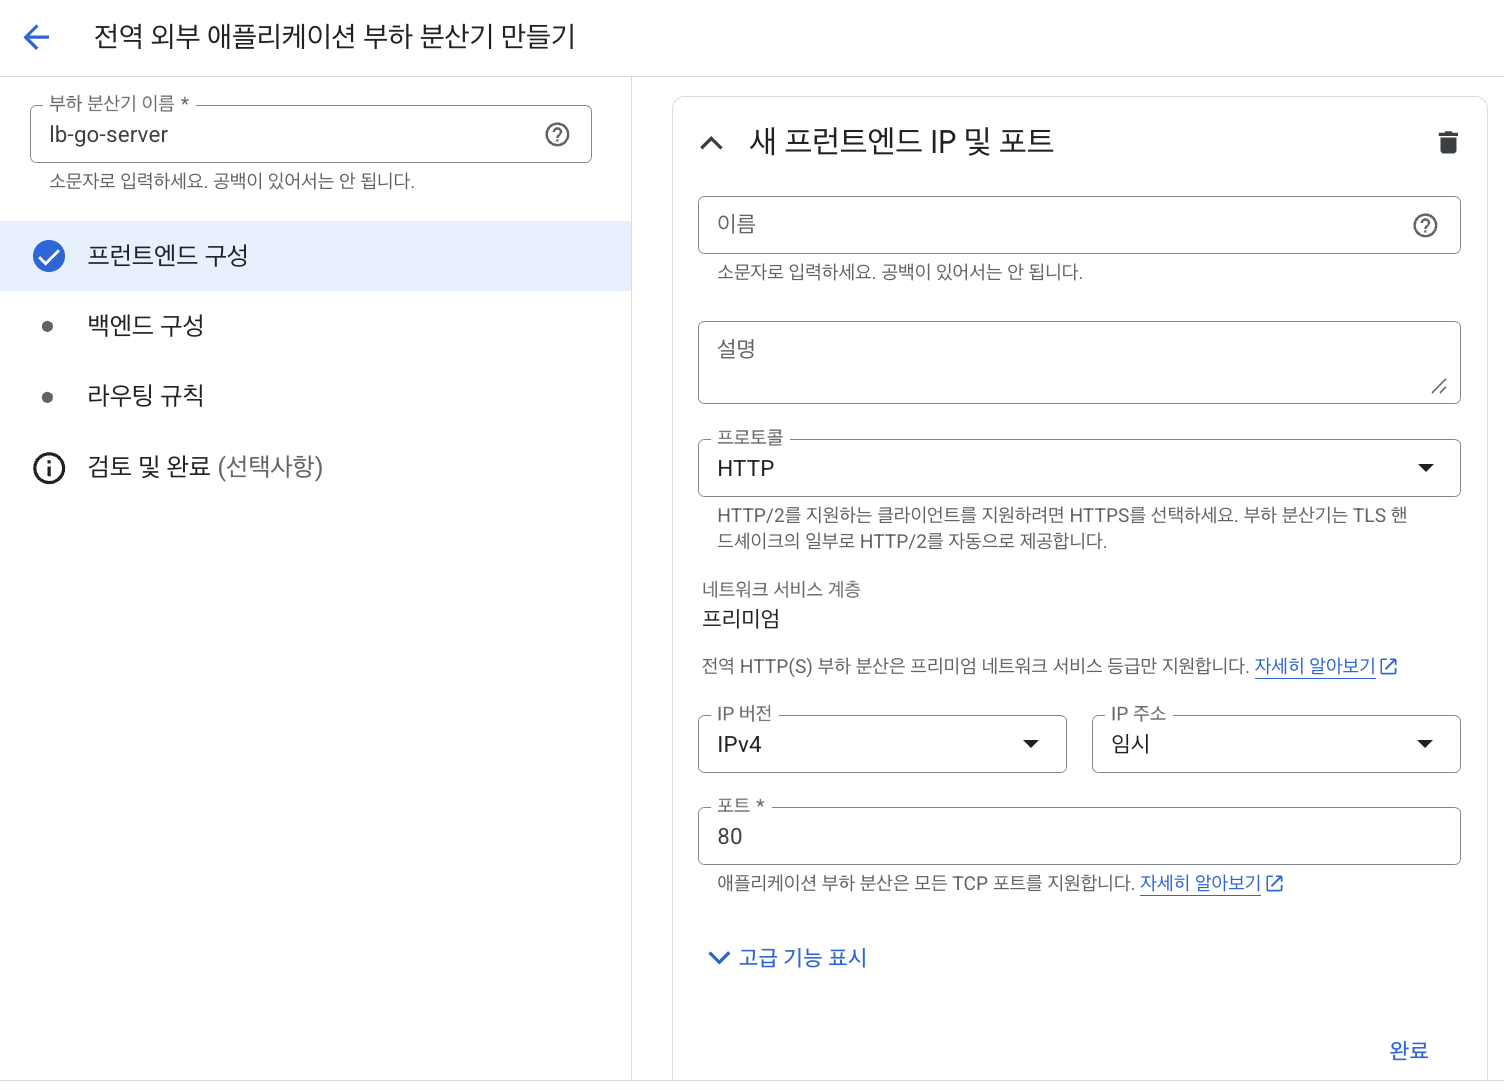 전역 외부 애플리케이션 부하 분산기 만들기
부하 분산기 이름 *
lb-go-server
소문자로 입력하세요. 공백이 있어서는 안 됩니다.
프런트엔드 구성
백엔드 구성
라우팅 규칙
검토 및 완료 (선택사항)
새 프런트엔드 IP 및 포트
이름
소문자로 입력하세요. 공백이 있어서는 안 됩니다.
설명
프로토콜
HTTP
HTTP/2를 지원하는 클라이언트를 지원하려면 HTTPS를 선택하세요. 부하 분산기는 TLS 핸
드셰이크의 일부로 HTTP/2를 자동으로 제공합니다.
네트워크 서비스 계층
프리미엄
전역 HTTP(S) 부하 분산은 프리미엄 네트워크 서비스 등급만 지원합니다. 자세히 알아보기
IP 버전
IPv4
IP 주소
임시
포트 *
80
애플리케이션 부하 분산은 모든 TCP 포트를 지원합니다. 자세히 알아보기
고급 기능 표시
완료